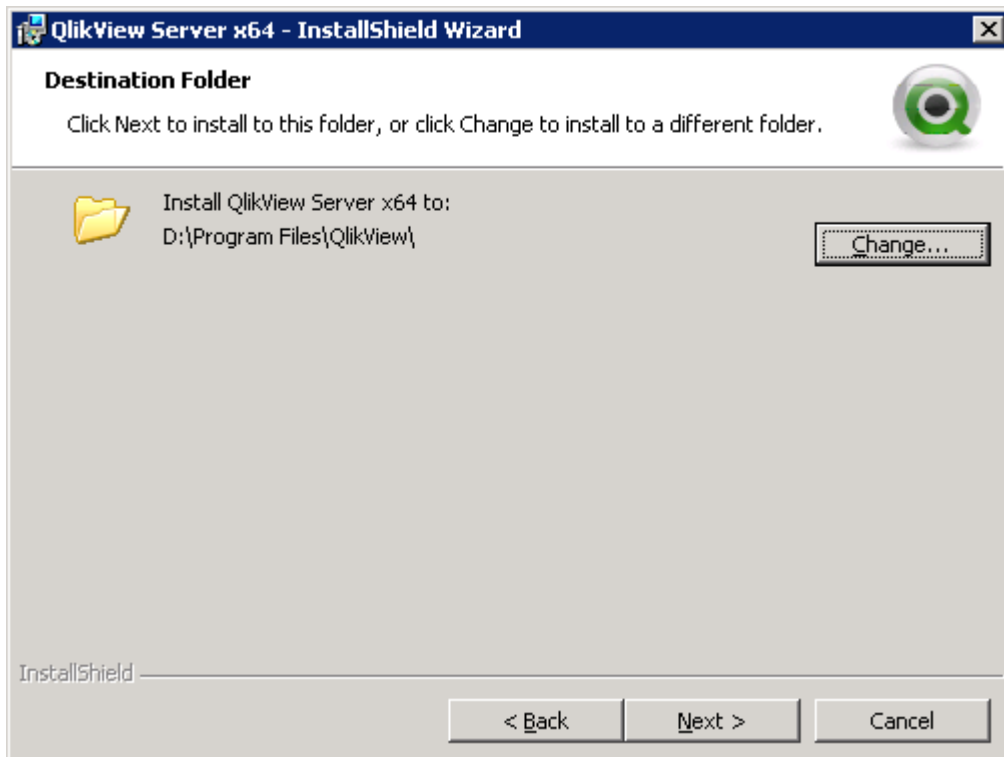 QlikView Server x64 - InstallShield Wizard
Destination Folder
Click Next to install to this folder, or click Change to install to a different folder.
Install QlikView Server x64 to:
D:\Program Files\QlikView\
Change...
InstallShield
< Back
Next >
Cancel